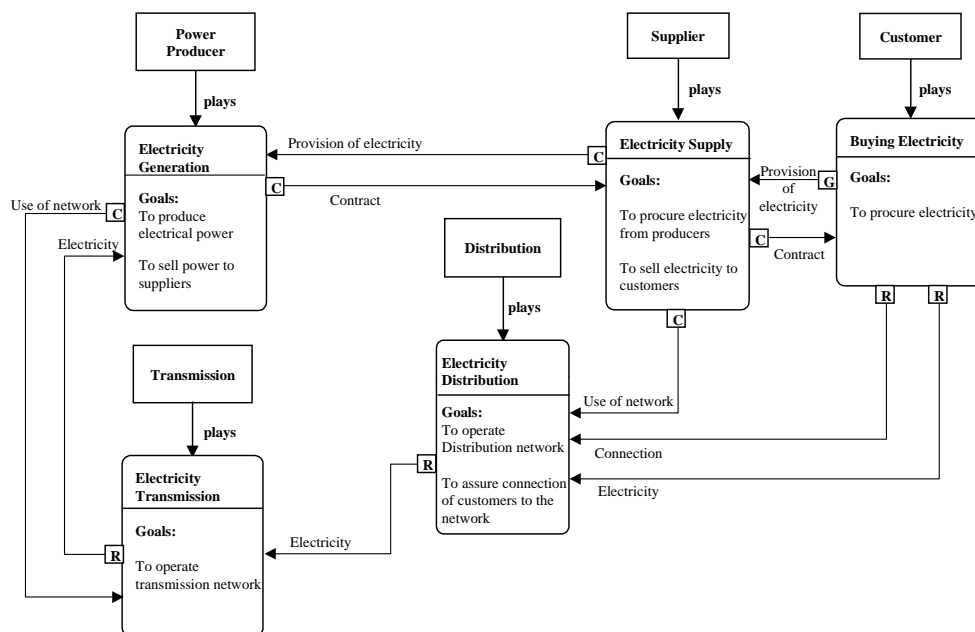 Power
Producer
Supplier
Customer
plays
plays
plays
Electricity
Generation
Goals:
To produce
electrical power
To sell power to
suppliers
Provision of electricity
C
C
Contract
Electricity Supply
Goals:
To procure electricity
from producers
To sell electricity to
customers
Buying Electricity
Goals:
To procure electricity
Provision
of
electricity
G
C
Contract
Use of network
C
Electricity
Distribution
plays
C
R
R
Transmission
plays
Electricity
Distribution
Goals:
To operate
Distribution network
To assure connection
of customers to the
network
Use of network
Connection
Electricity
R
Electricity
Electricity
Transmission
Goals:
To operate
transmission network
R